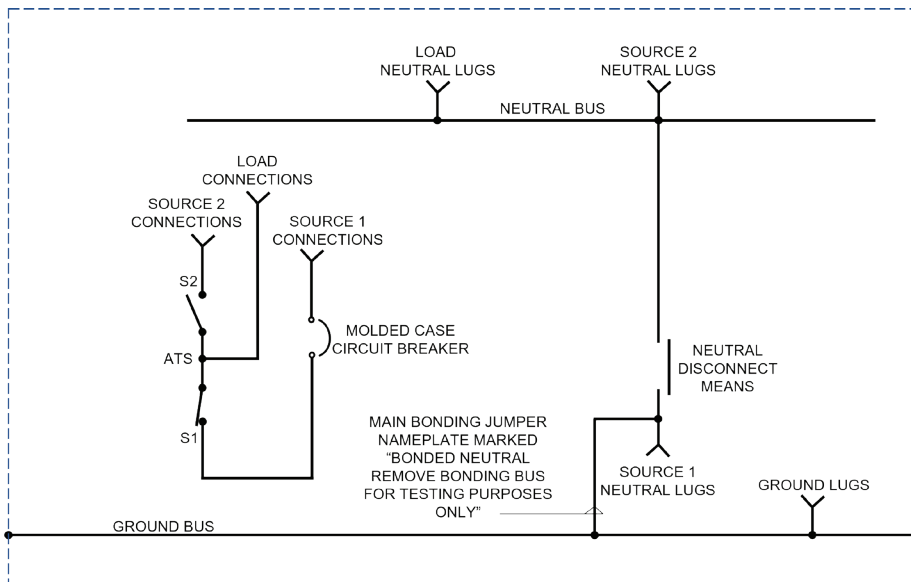 LOAD
NEUTRAL LUGS
SOURCE 2
NEUTRAL LUGS
NEUTRAL BUS
LOAD
CONNECTIONS
SOURCE 2
CONNECTIONS
SOURCE 1
CONNECTIONS
S2
MOLDED CASE
CIRCUIT BREAKER
ATS
NEUTRAL
DISCONNECT
MEANS
S1
MAIN BONDING JUMPER
NAMEPLATE MARKED
“BONDED NEUTRAL
REMOVE BONDING BUS
FOR TESTING PURPOSES
ONLY”
SOURCE 1
NEUTRAL LUGS
GROUND LUGS
GROUND BUS